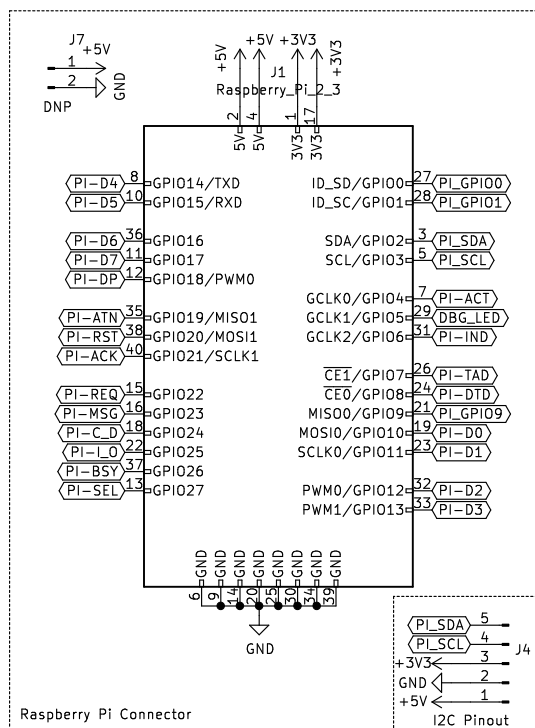 J7
+5V
1
2
GND
DNP
+5V
+5V
+3V3
+3V3
J1
Raspberry_Pi_2_3
2
4
1
17
5V
5V
3V3
3V3
PI-D4 8 GPIO14/TXD
PI-D5 10 GPIO15/RXD
PI-D6 36 GPIO16
PI-D7 11 GPIO17
PI-DP 12 GPIO18/PWM0
PI-ATN 35 GPIO19/MISO1
PI-RST 38 GPIO20/MOSI1
PI-ACK 40 GPIO21/SCLK1
PI-REQ 15 GPIO22
PI-MSG 16 GPIO23
PI-C_D 18 GPIO24
PI-I_O 22 GPIO25
PI-BSY 37 GPIO26
PI-SEL 13 GPIO27
ID_SD/GPIO0 27 PI_GPIO0
ID_SC/GPIO1 28 PI_GPIO1
SDA/GPIO2 3 PI_SDA
SCL/GPIO3 5 PI_SCL
GCLK0/GPIO4 7 PI-ACT
GCLK1/GPIO5 29 DBG_LED
GCLK2/GPIO6 31 PI-IND
CE1/GPIO7 26 PI-TAD
CE0/GPIO8 24 PI-DTD
MISO0/GPIO9 21 PI_GPIO9
MOSI0/GPIO10 19 PI-D0
SCLK0/GPIO11 23 PI-D1
PWM0/GPIO12 32 PI-D2
PWM1/GPIO13 33 PI-D3
GND GND GND GND GND GND GND GND
6 9 14 20 25 30 34 39
GND
PI_SDA 5
PI_SCL 4
J4
+3V3 3
GND 2
+5V 1
I2C Pinout
Raspberry Pi Connector